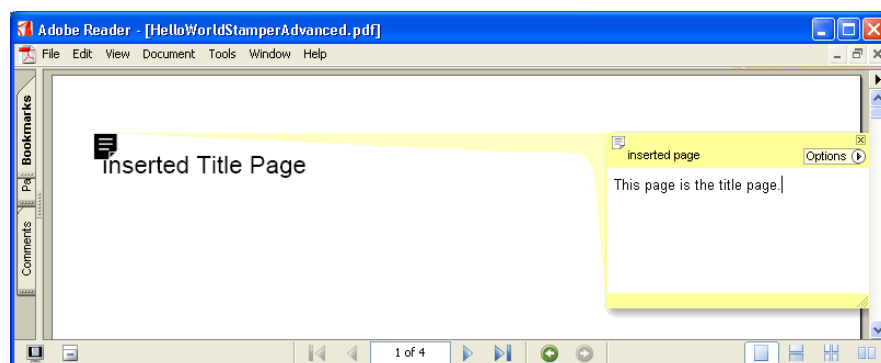 Adobe Reader - [HelloWorldStamperAdvanced.pdf]
File Edit View Document Tools Window Help
Bookmarks
Pa
Comments
Inserted Title Page
inserted page
Options
This page is the title page.
1 of 4